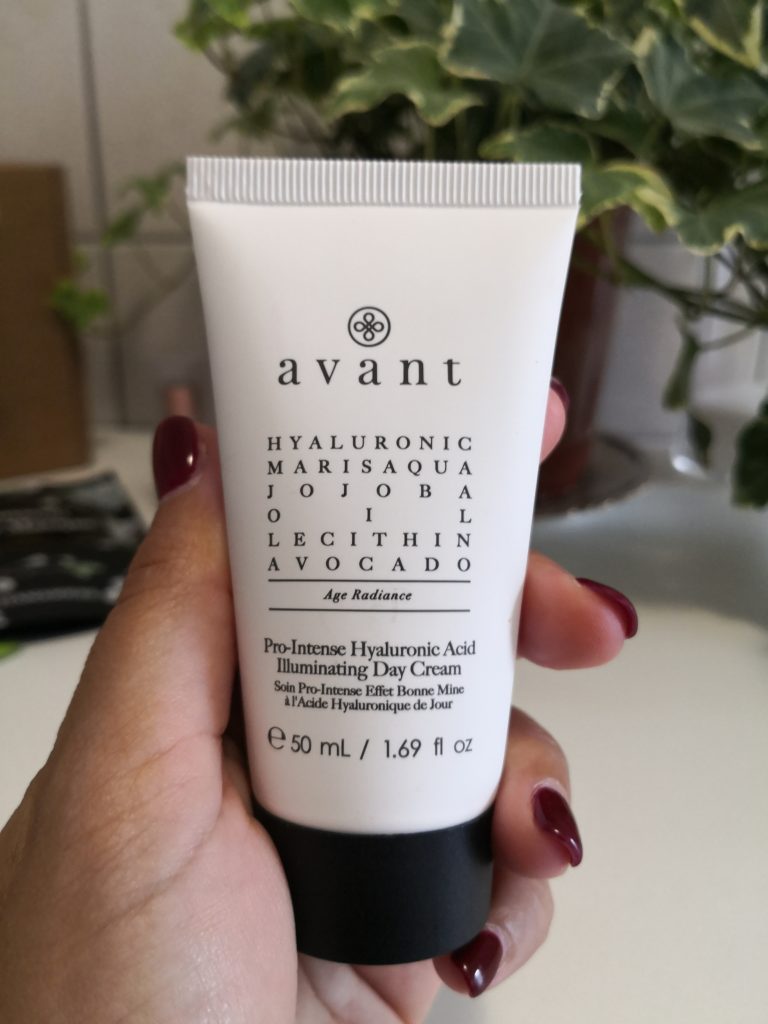 avant
HYALURONIC
MARISAQUA
JOJOBA
OIL
LECITHIN
AVOCADO
Age Radiance
Pro-Intense Hyaluronic Acid
Illuminating Day Cream
Soin Pro-Intense Effet Bonne Mine
à l'Acide Hyaluronique de Jour
℮ 50 mL / 1.69 fl oz